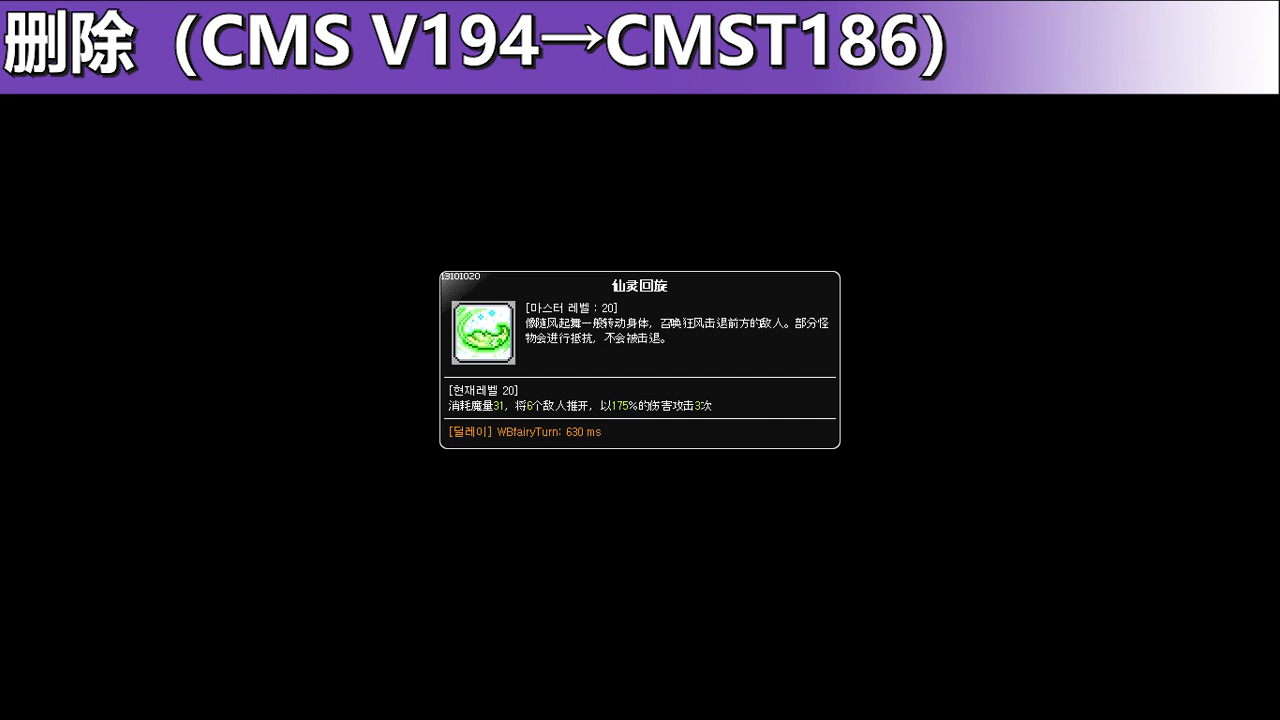 删除（CMS V194→CMST186）
13101020
仙灵回旋
[마스터 레벨 : 20]
像随风起舞一般转动身体，召唤狂风击退前方的敌人。部分怪
物会进行抵抗，不会被击退。
[현재레벨 20]
消耗魔量31，将6个敌人推开，以175%的伤害攻击3次
[딜레이] WBfairyTurn: 630 ms